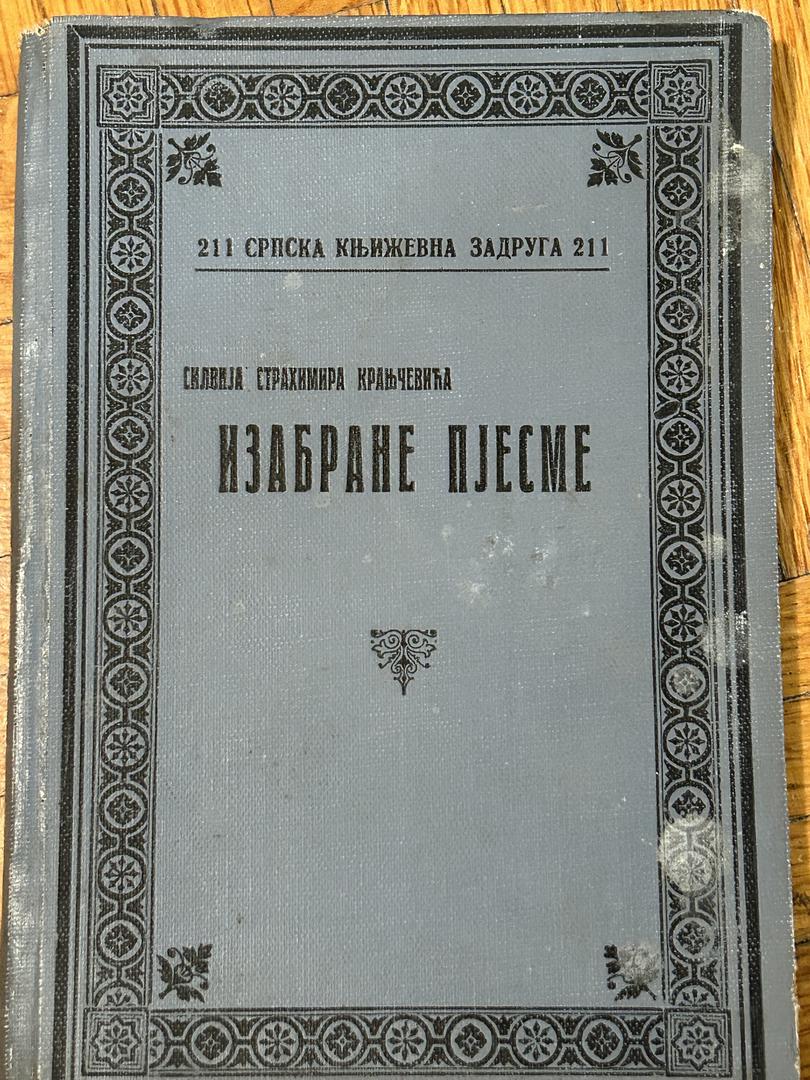 211 СРПСКА КЊИЖЕВНА ЗАДРУГА 211
СИЛВИЈА СТРАХИМИРА КРАЊЧЕВИЋА
ИЗАБРАНЕ ПЈЕСМЕ